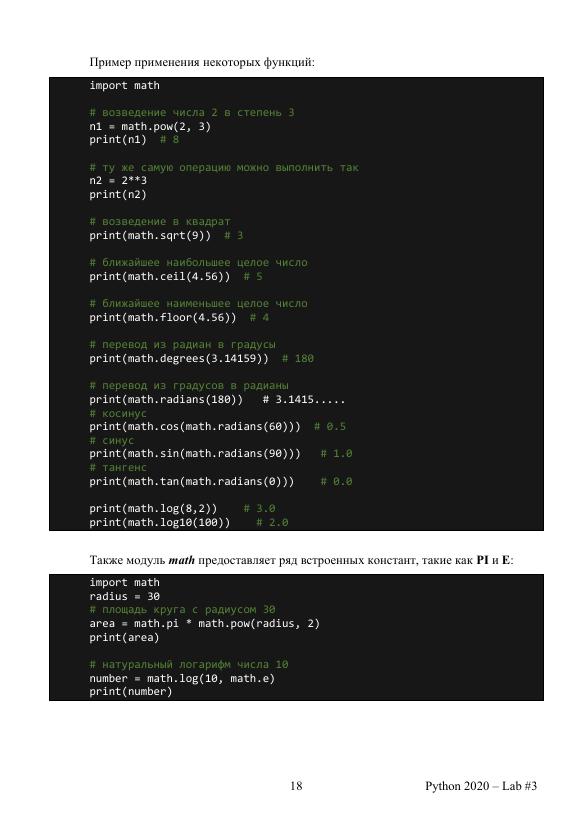 Пример применения некоторых функций:
import math
# возведение числа 2 в степень 3
n1 = math.pow(2, 3)
print(n1)  # 8
# ту же самую операцию можно выполнить так
n2 = 2**3
print(n2)
# возведение в квадрат
print(math.sqrt(9))  # 3
# ближайшее наибольшее целое число
print(math.ceil(4.56))  # 5
# ближайшее наименьшее целое число
print(math.floor(4.56))  # 4
# перевод из радиан в градусы
print(math.degrees(3.14159))  # 180
# перевод из градусов в радианы
print(math.radians(180))   # 3.1415.....
# косинус
print(math.cos(math.radians(60)))  # 0.5
# синус
print(math.sin(math.radians(90)))   # 1.0
# тангенс
print(math.tan(math.radians(0)))    # 0.0
print(math.log(8,2))    # 3.0
print(math.log10(100))    # 2.0
Также модуль math предоставляет ряд встроенных констант, такие как PI и E:
import math
radius = 30
# площадь круга с радиусом 30
area = math.pi * math.pow(radius, 2)
print(area)
# натуральный логарифм числа 10
number = math.log(10, math.e)
print(number)
18 Python 2020 – Lab #3